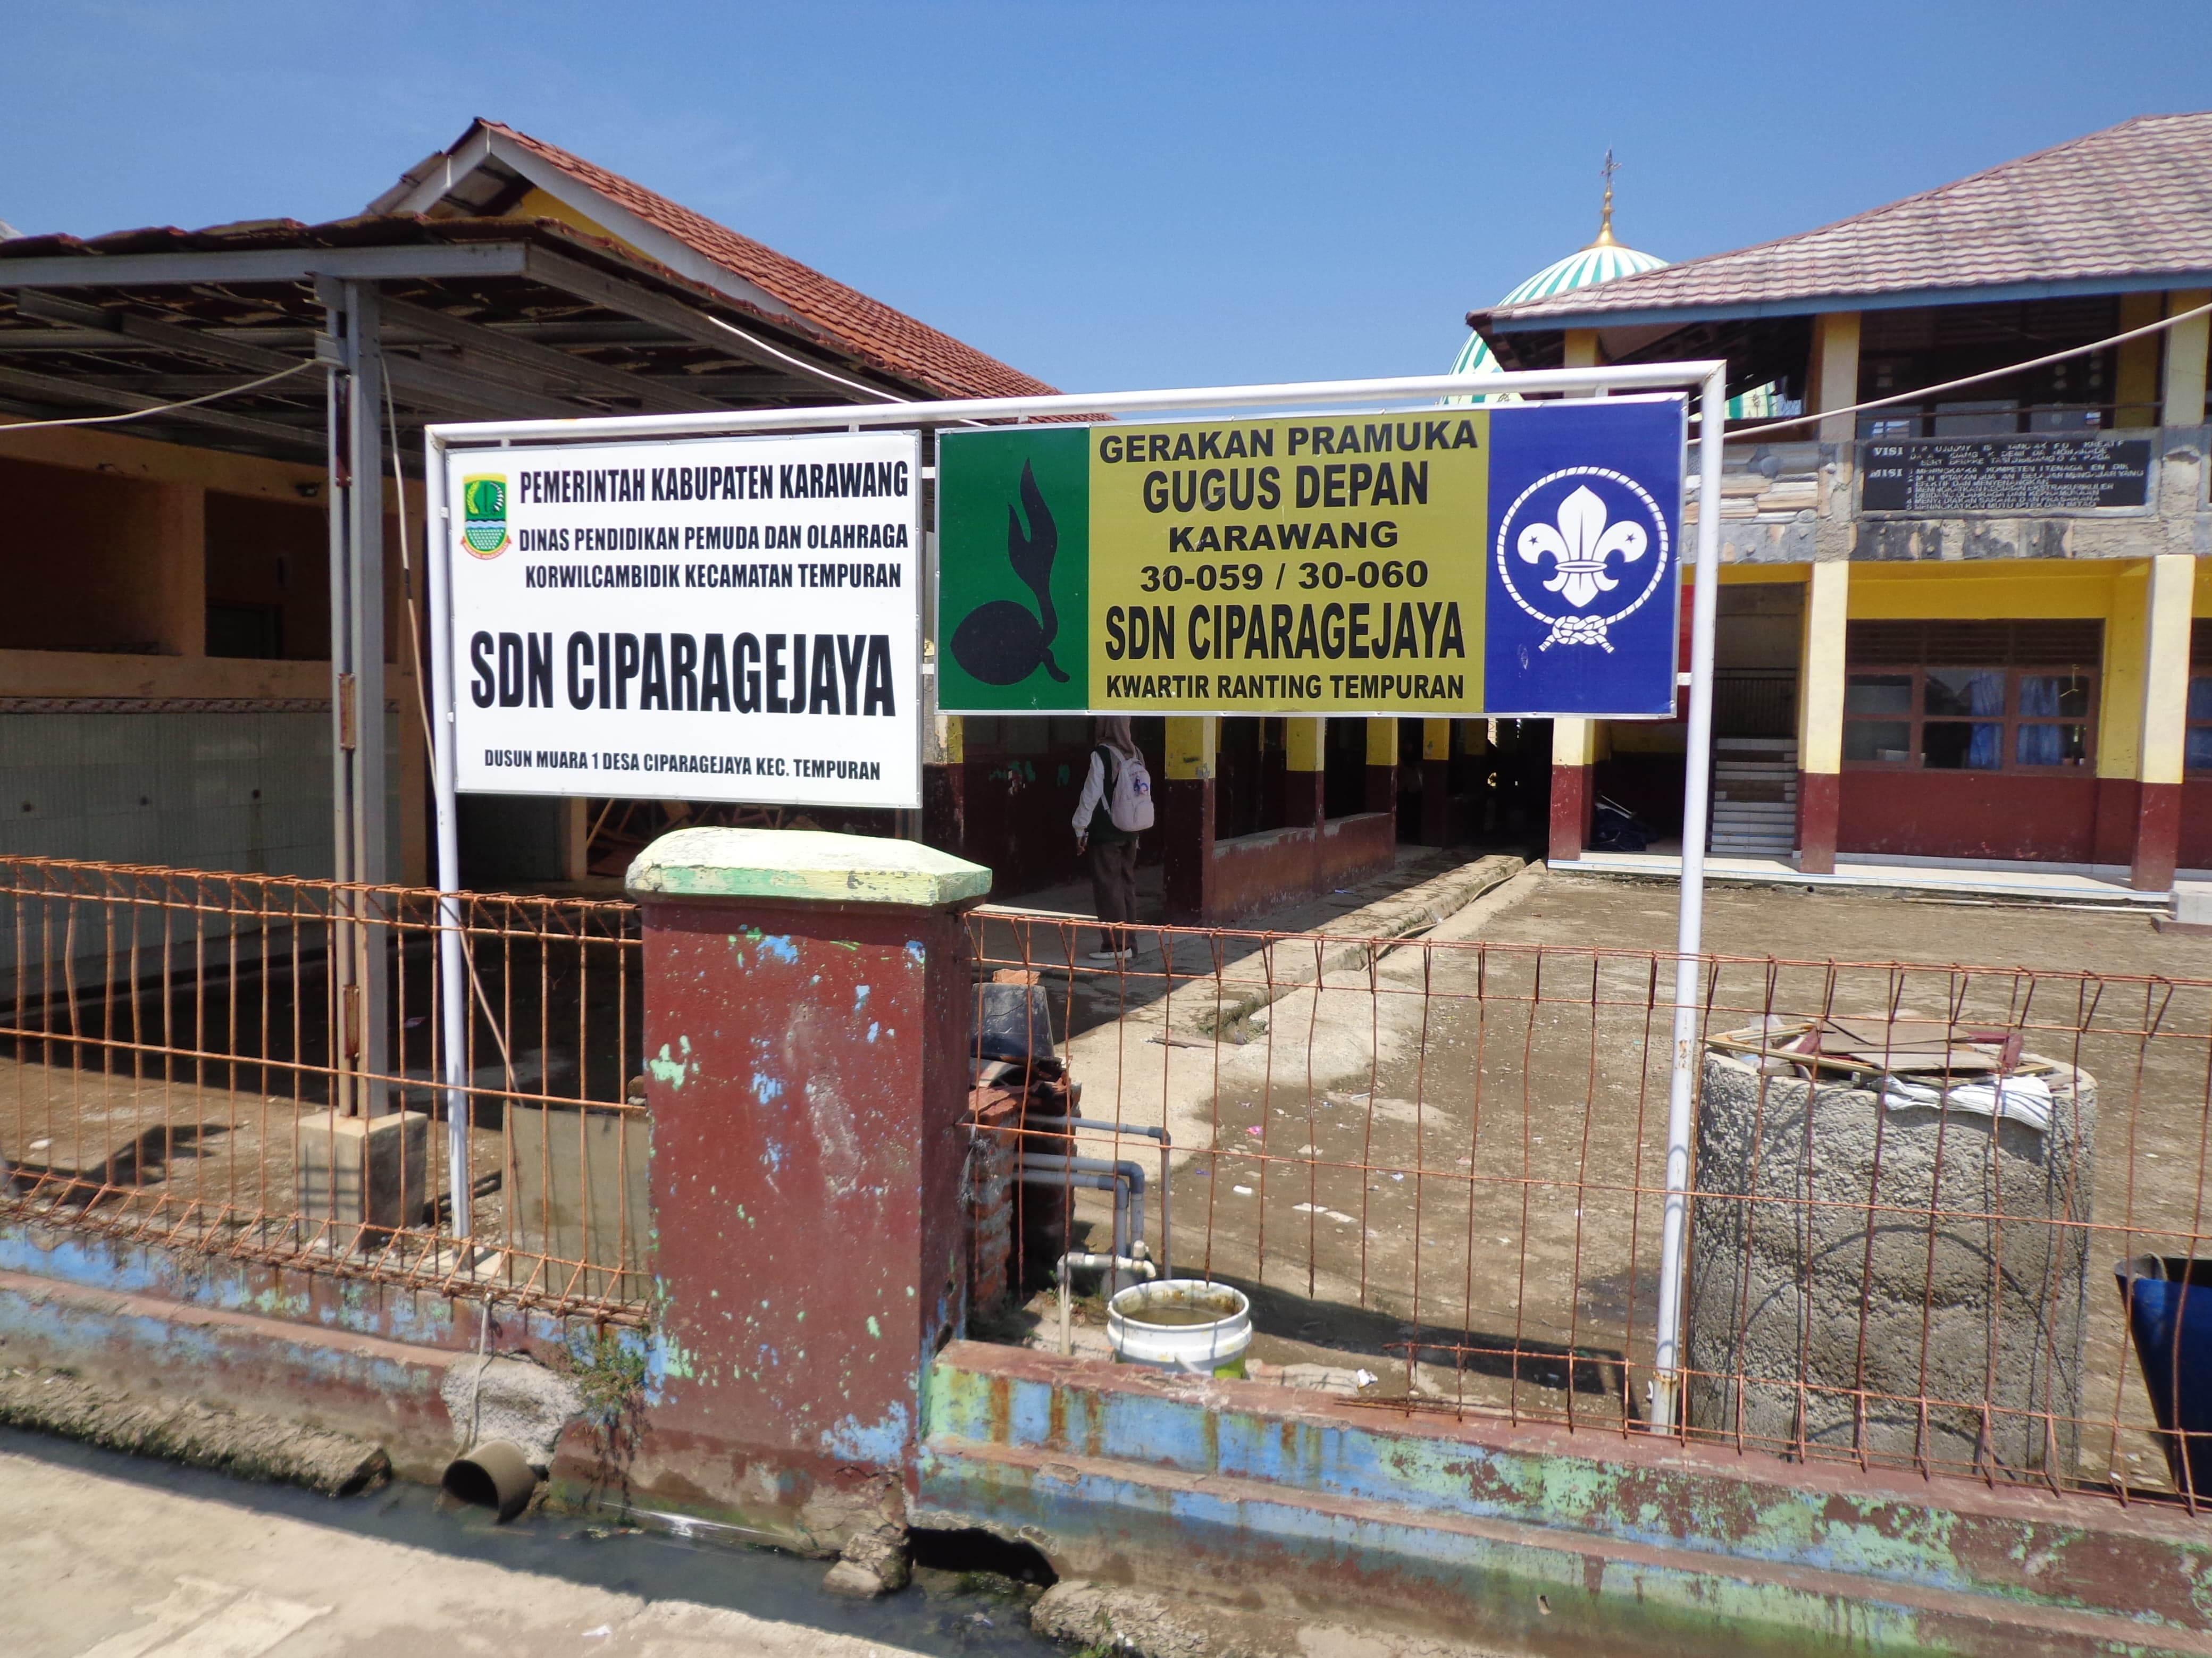 PEMERINTAH KABUPATEN KARAWANG
DINAS PENDIDIKAN PEMUDA DAN OLAHRAGA
KORWILCAMBIDIK KECAMATAN TEMPURAN
SDN CIPARAGEJAYA
DUSUN MUARA 1 DESA CIPARAGEJAYA KEC. TEMPURAN
GERAKAN PRAMUKA
GUGUS DEPAN
KARAWANG
30-059 / 30-060
SDN CIPARAGEJAYA
KWARTIR RANTING TEMPURAN
VISI
MISI